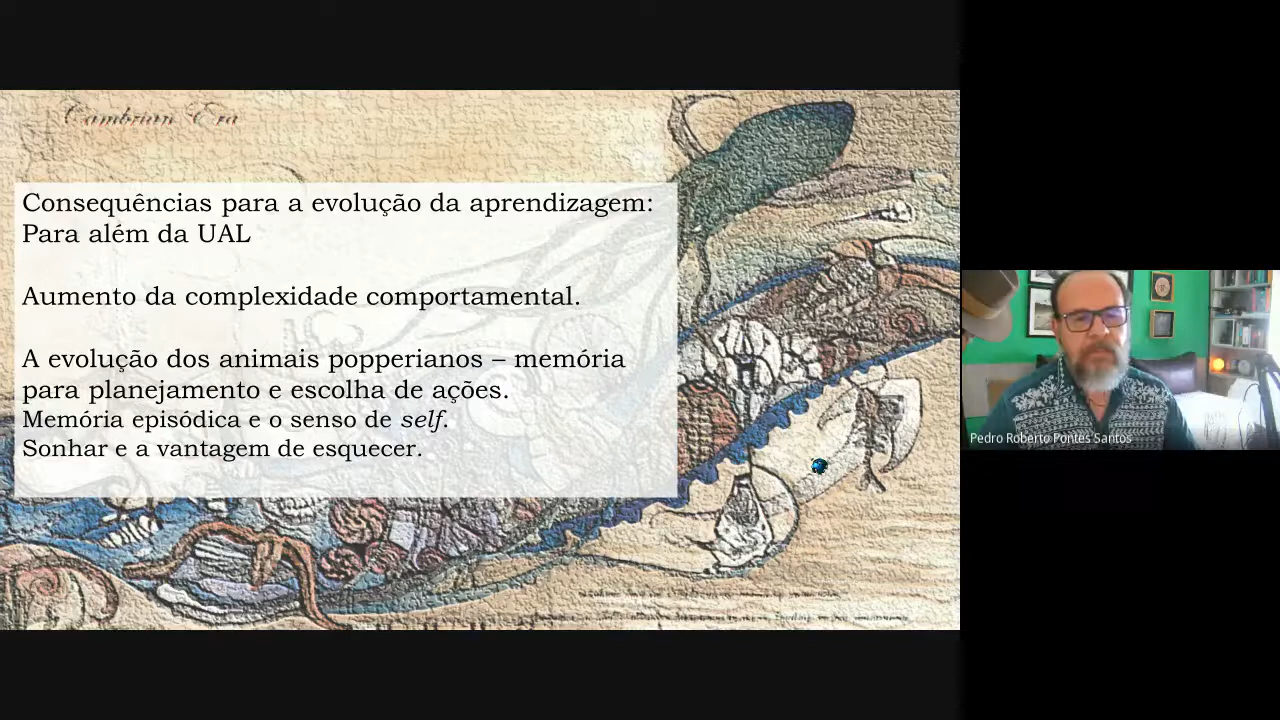 Cambrian Era
Consequências para a evolução da aprendizagem:
Para além da UAL
Aumento da complexidade comportamental.
A evolução dos animais popperianos – memória
para planejamento e escolha de ações.
Memória episódica e o senso de self.
Sonhar e a vantagem de esquecer.
Pedro Roberto Pontes Santos